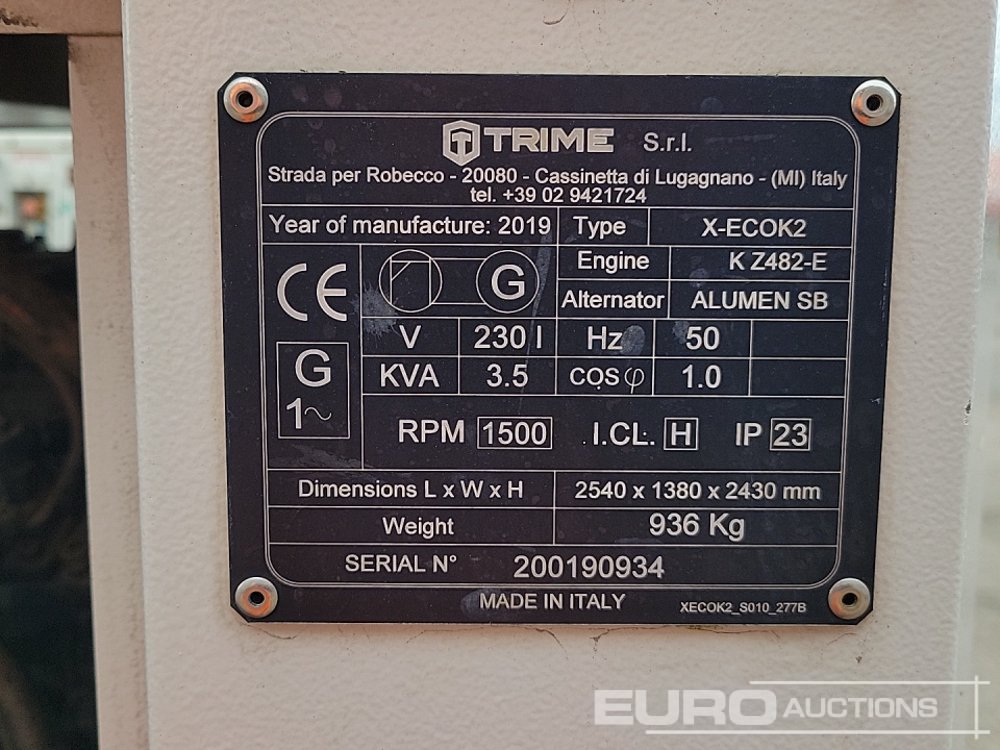 TRIME S.r.l.
Strada per Robecco - 20080 - Cassinetta di Lugagnano - (MI) Italy
tel. +39 02 9421724
Year of manufacture: 2019 Type X-ECOK2
CE G Engine K Z482-E
Alternator ALUMEN SB
V 230 I Hz 50
G 1~ KVA 3.5 COS φ 1.0
RPM 1500 I.CL. H IP 23
Dimensions L x W x H 2540 x 1380 x 2430 mm
Weight 936 Kg
SERIAL N° 200190934
MADE IN ITALY XECOK2_S010_277B
EURO AUCTIONS